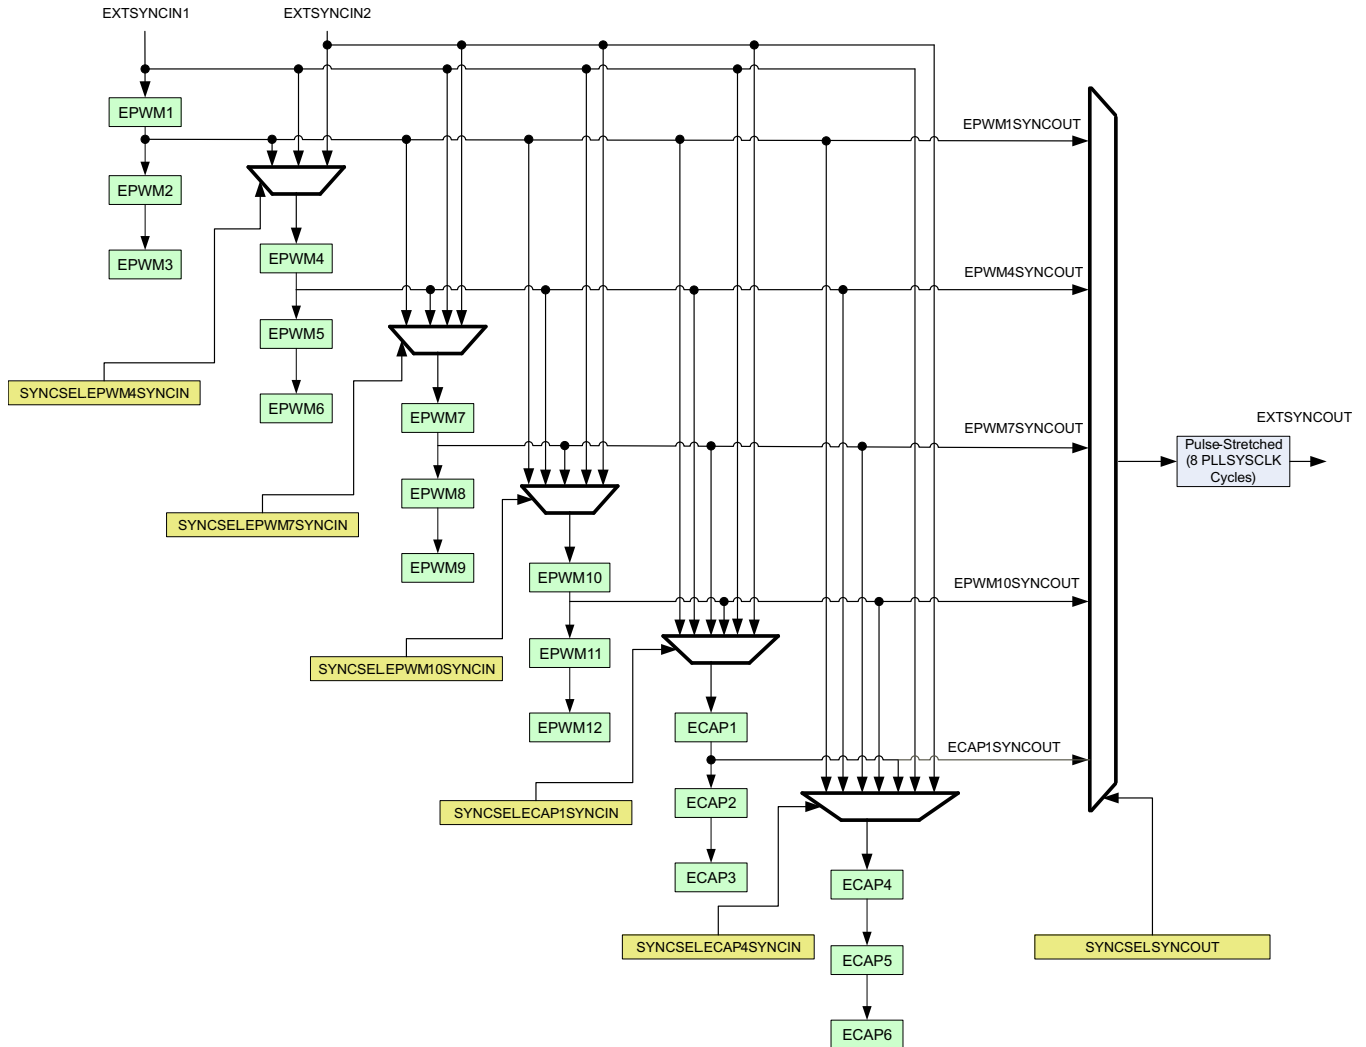 EXTSYNCIN1
EXTSYNCIN2
EPWM1
EPWM1SYNCOUT
EPWM2
EPWM3
EPWM4
EPWM4SYNCOUT
EPWM5
SYNCSELEPWM4SYNCIN
EPWM6
EPWM7
EXTSYNCOUT
EPWM7SYNCOUT
Pulse-Stretched
(8 PLLSYSCLK
Cycles)
EPWM8
SYNCSELEPWM7SYNCIN
EPWM9
EPWM10
EPWM10SYNCOUT
EPWM11
SYNCSELEPWM10SYNCIN
EPWM12
ECAP1
ECAP1SYNCOUT
ECAP2
SYNCSELECAP1SYNCIN
ECAP3
ECAP4
SYNCSELECAP4SYNCIN
SYNCSELSYNCOUT
ECAP5
ECAP6